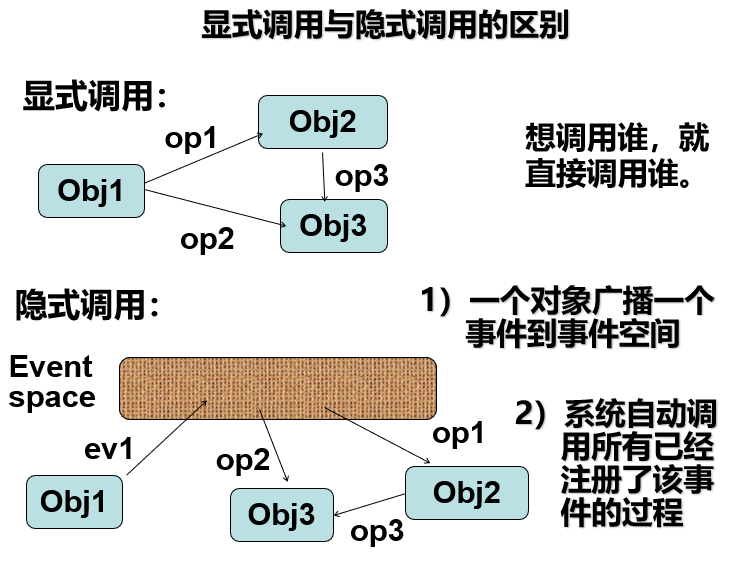 显式调用与隐式调用的区别
显式调用：
Obj2
op1
想调用谁，就
直接调用谁。
Obj1
op3
op2
Obj3
隐式调用：
1）一个对象广播一个
事件到事件空间
Event
space
2）系统自动调
用所有已经
注册了该事
件的过程
ev1
op2
op1
Obj1
Obj3
Obj2
op3